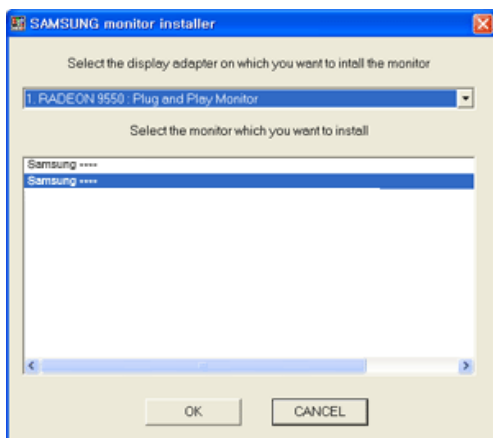 SAMSUNG monitor installer
Select the display adapter on which you want to intall the monitor
1. RADEON 9550 : Plug and Play Monitor
Select the monitor which you want to install
Samsung ----
Samsung ----
OK
CANCEL